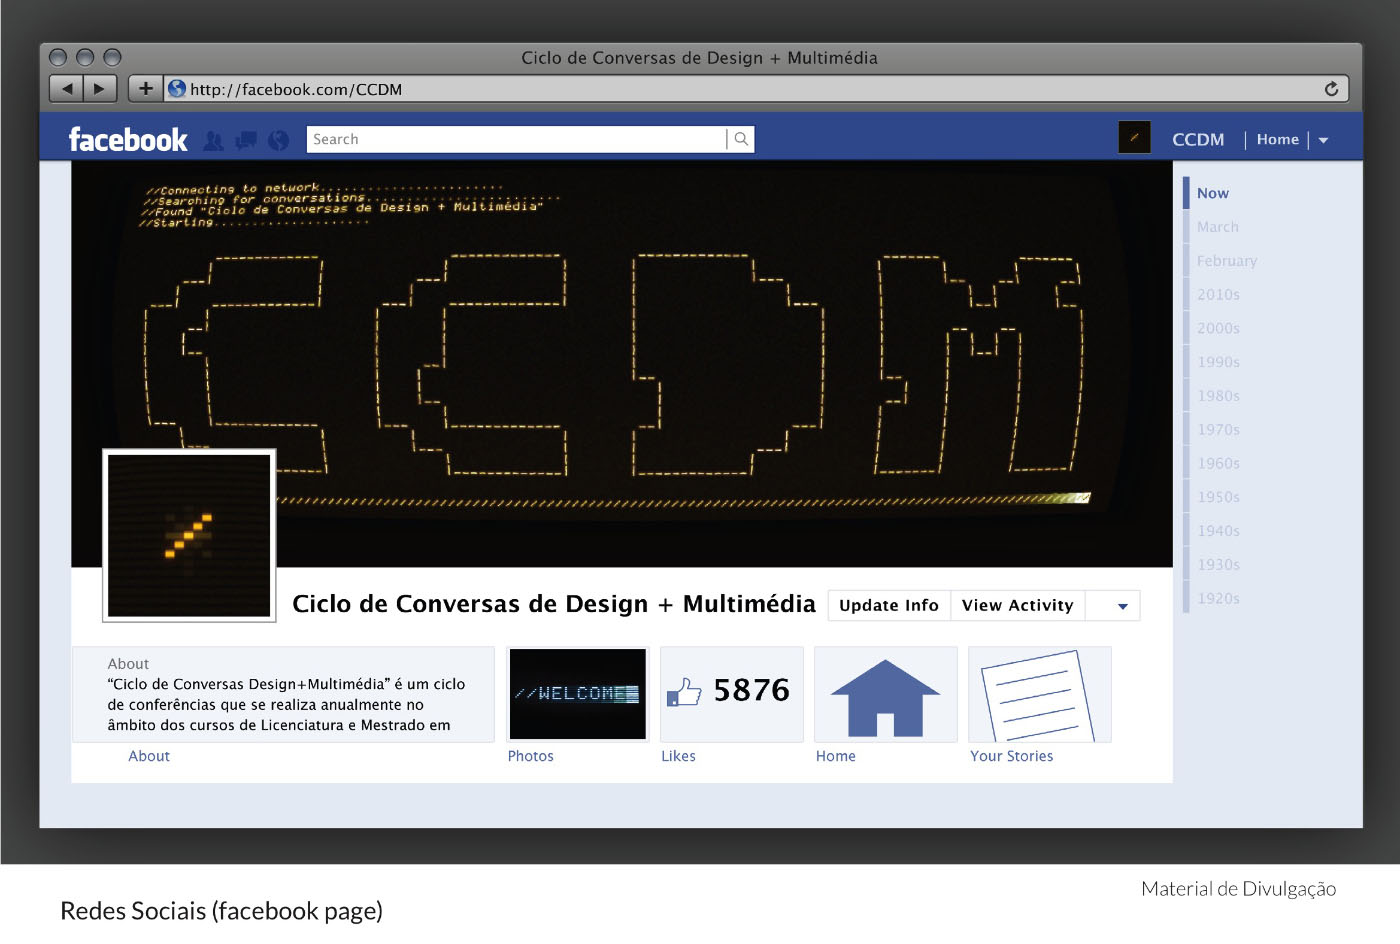 Ciclo de Conversas de Design + Multimédia
http://facebook.com/CCDM
facebook
Search
CCDM
Home
//Connecting to network.......................
//Searching for conversations........................
//Found "Ciclo de Conversas de Design + Multimédia"
//Starting...................
CCDM
Now
March
February
2010s
2000s
1990s
1980s
1970s
1960s
1950s
1940s
1930s
1920s
Ciclo de Conversas de Design + Multimédia
Update Info
View Activity
About
“Ciclo de Conversas Design+Multimédia” é um ciclo
de conferências que se realiza anualmente no
âmbito dos cursos de Licenciatura e Mestrado em
//WELCOME
5876
About
Photos
Likes
Home
Your Stories
Material de Divulgação
Redes Sociais (facebook page)